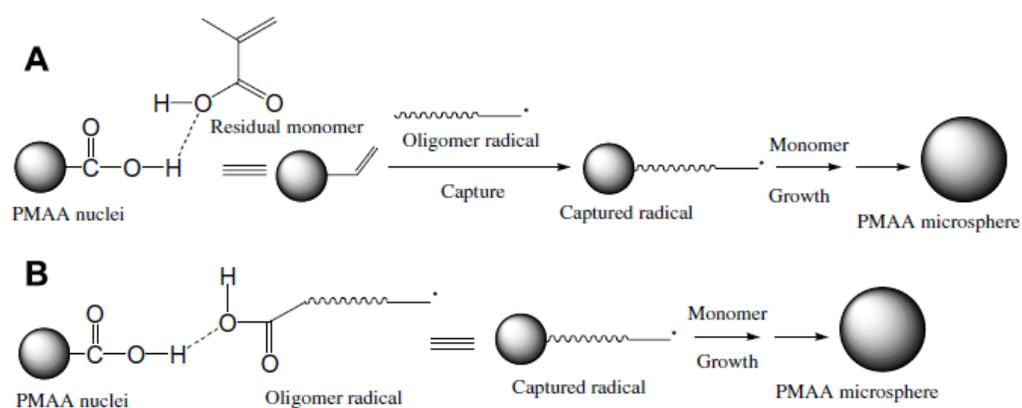 A
H–O
O
Residual monomer
O
C–O–H
PMAA nuclei
Oligomer radical
Capture
Captured radical
Monomer
Growth
PMAA microsphere
B
H
O
O
O
C–O–H
PMAA nuclei
Oligomer radical
Captured radical
Monomer
Growth
PMAA microsphere